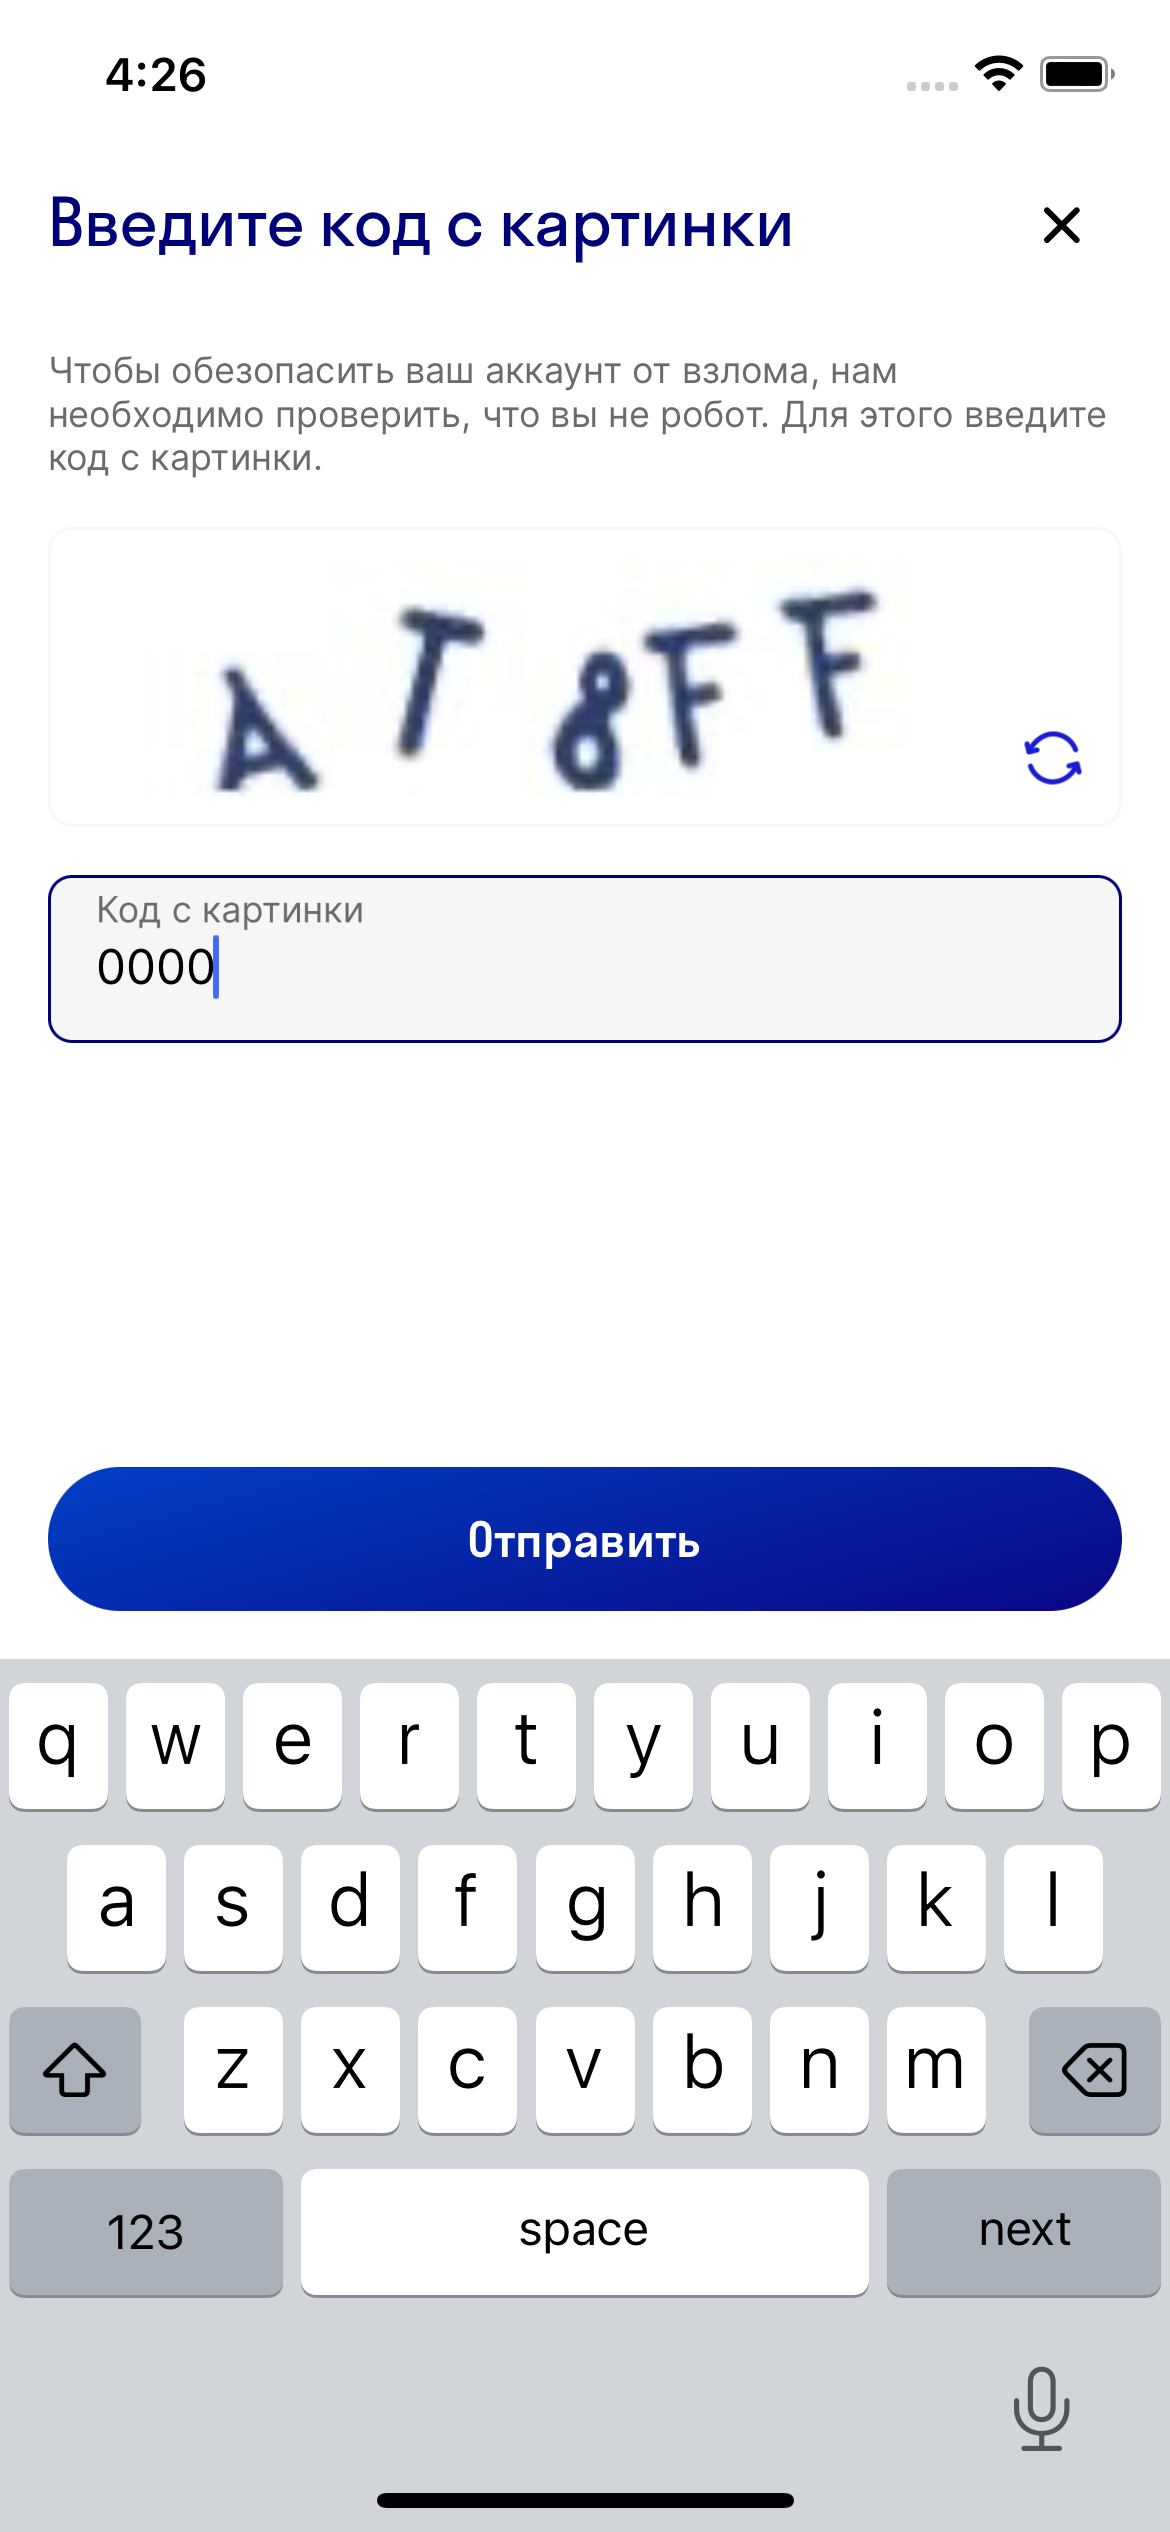 4:26
Введите код с картинки
Чтобы обезопасить ваш аккаунт от взлома, нам
необходимо проверить, что вы не робот. Для этого введите
код с картинки.
AT8FF
Код с картинки
0000
Отправить
q w e r t y u i o p
a s d f g h j k l
z x c v b n m
123 space next